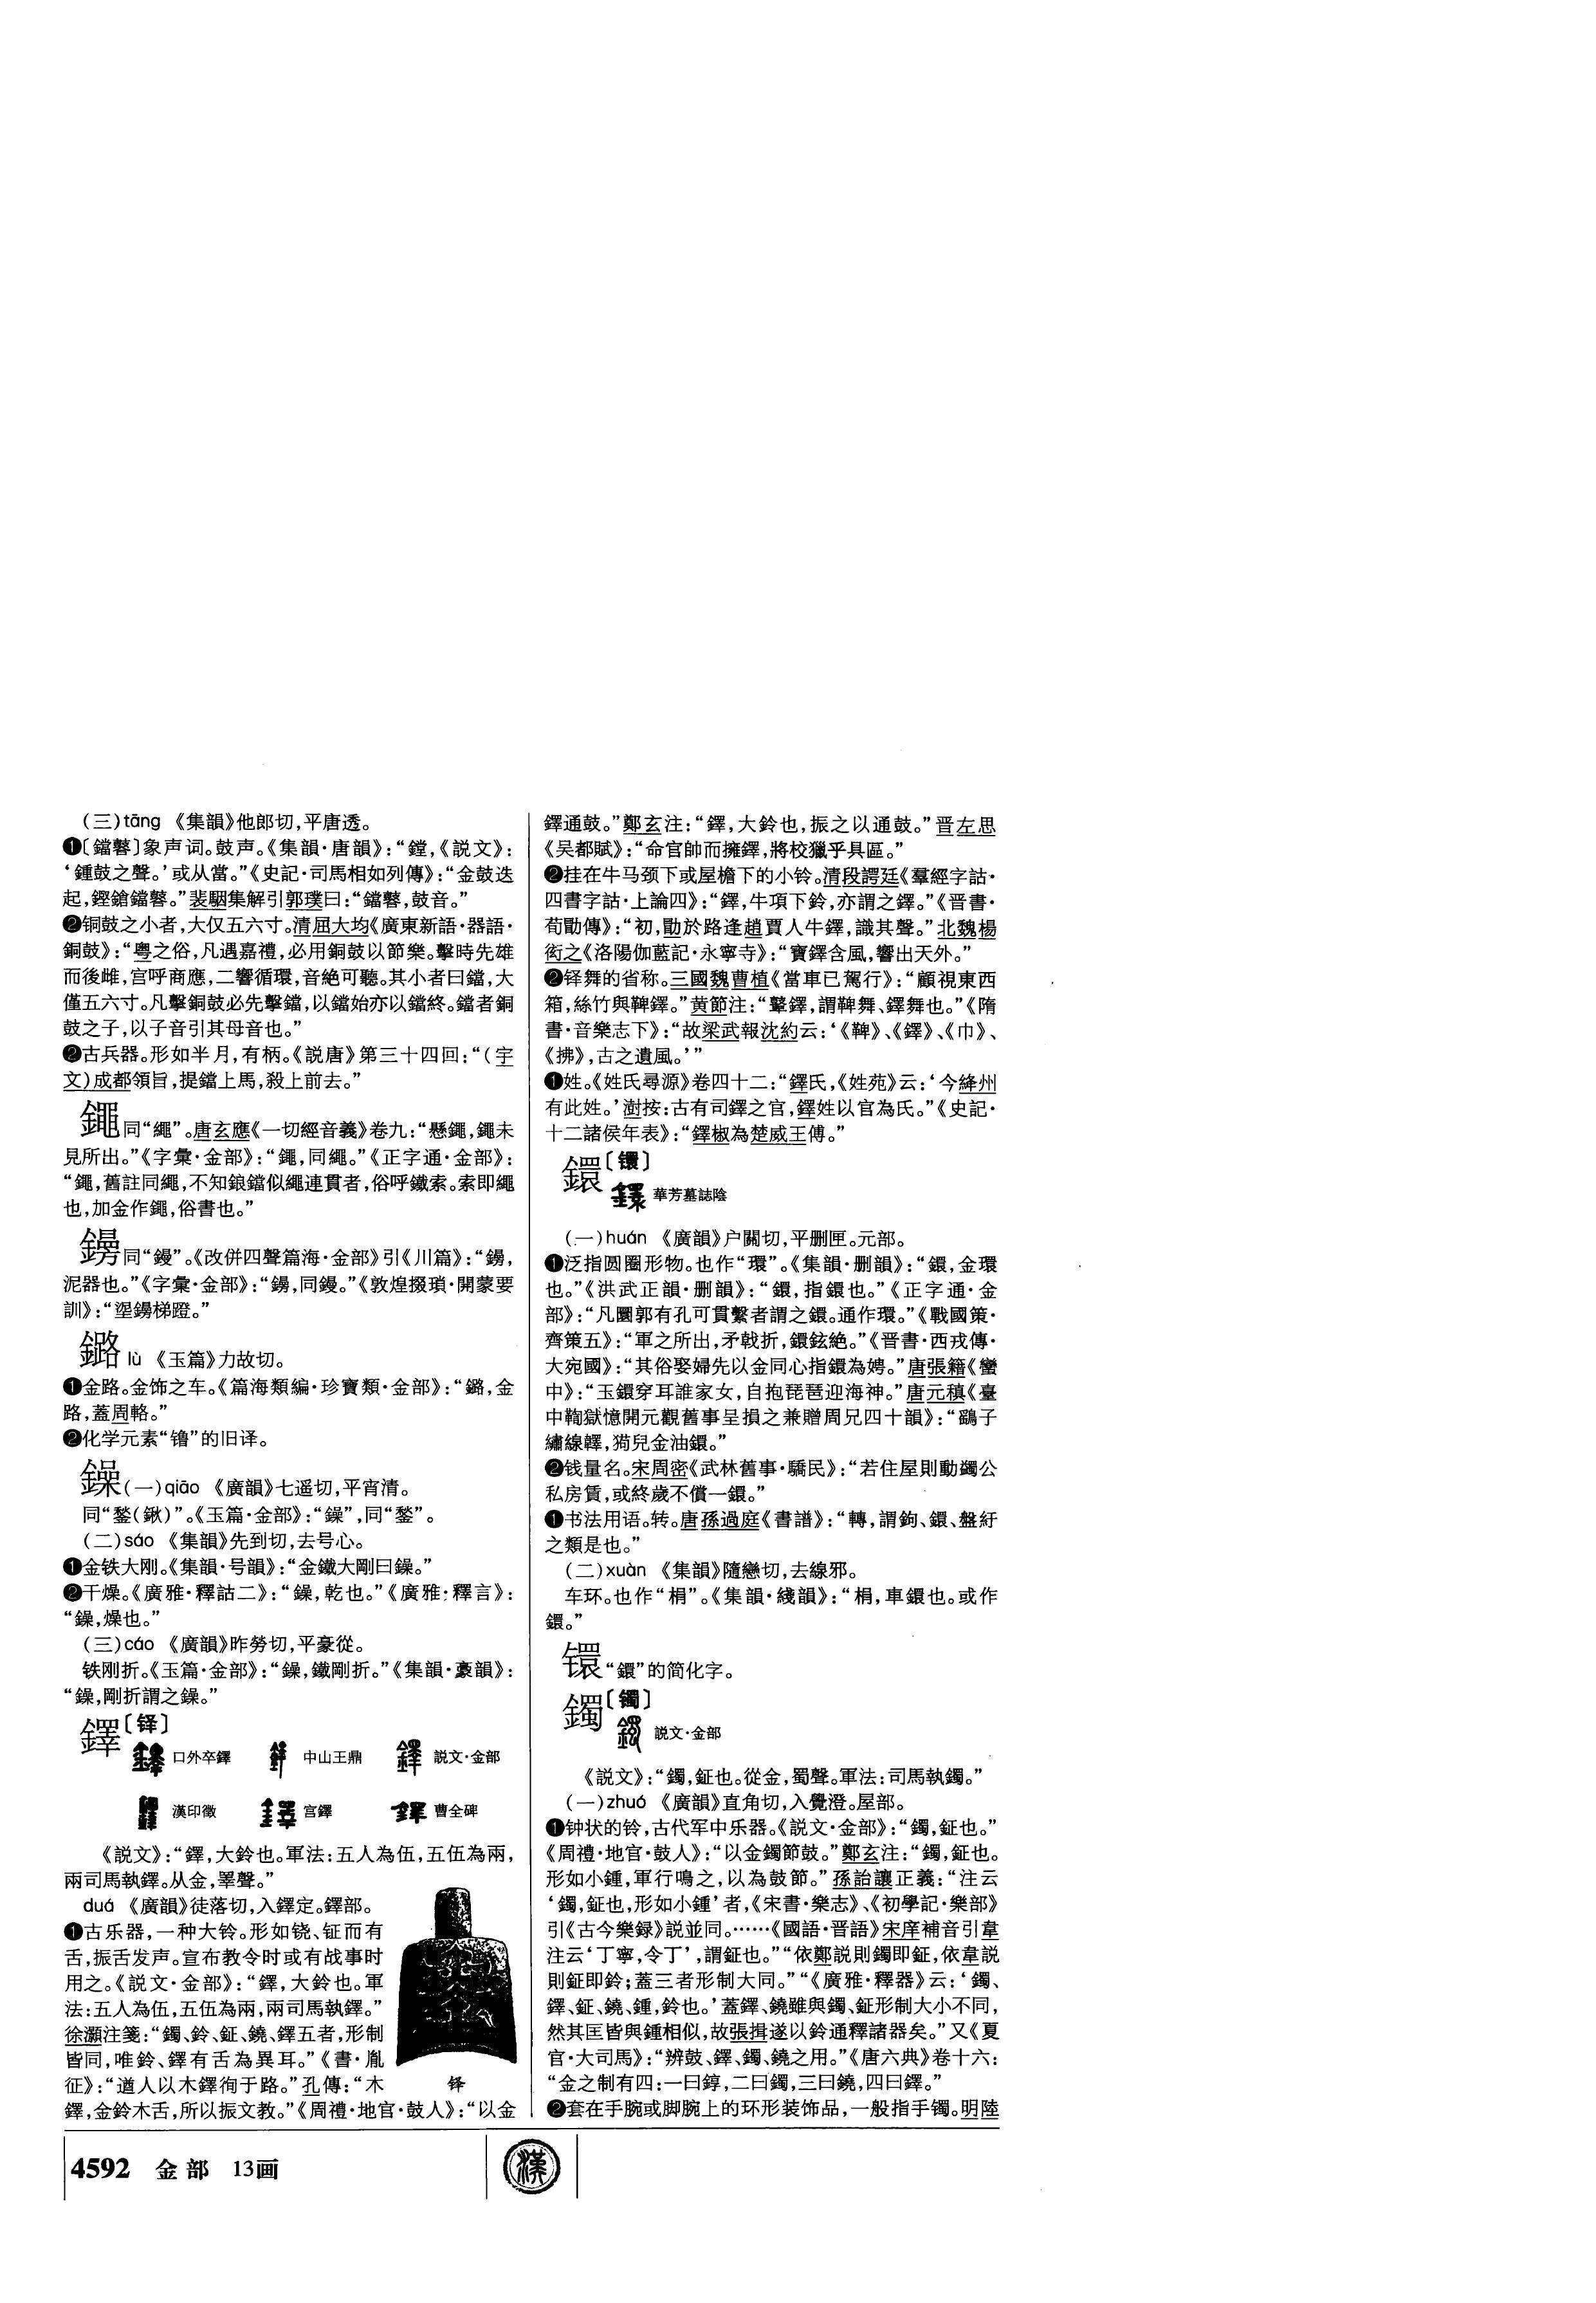 (三)tāng 《集韻》他郎切,平唐透。
❶〔鐺鼛〕象声词。鼓声。《集韻·唐韻》:“鏜,《説文》:
‘鍾鼓之聲。’或从當。”《史記·司馬相如列傳》:“金鼓迭
起,鏗鎗鐺鼛。”裴駰集解引郭璞曰:“鐺鼛,鼓音。”
❷铜鼓之小者,大仅五六寸。清屈大均《廣東新語·器語·
銅鼓》:“粵之俗,凡遇嘉禮,必用銅鼓以節樂。擊時先雄
而後雌,宫呼商應,二響循環,音絶可聽。其小者曰鐺,大
僅五六寸。凡擊銅鼓必先擊鐺,以鐺始亦以鐺終。鐺者銅
鼓之子,以子音引其母音也。”
❷古兵器。形如半月,有柄。《説唐》第三十四回:“(宇
文)成都領旨,提鐺上馬,殺上前去。”
鐹同“繩”。唐玄應《一切經音義》卷九:“懸,未
見所出。”《字彙·金部》:“,同繩。”《正字通·金部》:
“,舊註同繩,不知鋃鐺似繩連貫者,俗呼鐵索。索即繩
也,加金作,俗書也。”
同“鏝”。《改併四聲篇海·金部》引《川篇》:“,
泥器也。”《字彙·金部》:“,同鏝。”《敦煌掇瑣·開蒙要
訓》:“梯蹬。”
鏴 lù 《玉篇》力故切。
❶金路。金饰之车。《篇海類編·珍寶類·金部》:“鏴,金
路,蓋周輅。”
❷化学元素“镥”的旧译。
鐰(一)qiāo 《廣韻》七遥切,平宵清。
同“鍫(鍬)”。《玉篇·金部》:“鐰”,同“鍫”。
(二)sáo 《集韻》先到切,去号心。
❶金铁大刚。《集韻·号韻》:“金鐵大剛曰鐰。”
❷干燥。《廣雅·釋詁二》:“鐰,乾也。”《廣雅·釋言》:
“鐰,燥也。”
(三)cáo 《廣韻》昨勞切,平豪從。
铁刚折。《玉篇·金部》:“鐰,鐵剛折。”《集韻·豪韻》:
“鐰,剛折謂之鐰。”
鐸〔铎〕
口外卒鐸 中山王鼎 説文·金部
漢印徵 宫鐸 曹全碑
《説文》:“鐸,大鈴也。軍法:五人為伍,五伍為兩,
兩司馬執鐸。从金,睪聲。”
duá 《廣韻》徒落切,入鐸定。鐸部。
❶古乐器,一种大铃。形如铙、钲而有
舌,振舌发声。宣布教令时或有战事时
用之。《説文·金部》:“鐸,大鈴也。軍
法:五人為伍,五伍為兩,兩司馬執鐸。”
徐灝注箋:“鐲、鈴、鉦、鐃、鐸五者,形制
皆同,唯鈴、鐸有舌為異耳。”《書·胤
征》:“遒人以木鐸徇于路。”孔傳:“木
铎
鐸,金鈴木舌,所以振文教。”《周禮·地官·鼓人》:“以金
鐸通鼓。”鄭玄注:“鐸,大鈴也,振之以通鼓。”晋左思
《吴都賦》:“命官帥而擁鐸,將校獵乎具區。”
❷挂在牛马颈下或屋檐下的小铃。清段諤廷《羣經字詁·
四書字詁·上論四》:“鐸,牛項下鈴,亦謂之鐸。”《晋書·
荀勖傳》:“初,勖於路逢趙賈人牛鐸,識其聲。”北魏楊
衒之《洛陽伽藍記·永寧寺》:“寶鐸含風,響出天外。”
❷铎舞的省称。三國魏曹植《當車已駕行》:“顧視東西
箱,絲竹與鞞鐸。”黄節注:“鼙鐸,謂鞞舞、鐸舞也。”《隋
書·音樂志下》:“故梁武報沈約云:‘《鞞》、《鐸》、《巾》、
《拂》,古之遺風。’”
❶姓。《姓氏尋源》卷四十二:“鐸氏,《姓苑》云:‘今絳州
有此姓。’澍按:古有司鐸之官,鐸姓以官為氏。”《史記·
十二諸侯年表》:“鐸椒為楚威王傅。”
鐶〔镮〕
華芳墓誌陰
(一)huán 《廣韻》户關切,平删匣。元部。
❶泛指圆圈形物。也作“環”。《集韻·删韻》:“鐶,金環
也。”《洪武正韻·删韻》:“鐶,指鐶也。”《正字通·金
部》:“凡圜郭有孔可貫繫者謂之鐶。通作環。”《戰國策·
齊策五》:“軍之所出,矛戟折,鐶鉉絶。”《晋書·西戎傳·
大宛國》:“其俗娶婦先以金同心指鐶為娉。”唐張籍《蠻
中》:“玉鐶穿耳誰家女,自抱琵琶迎海神。”唐元稹《臺
中鞫獄憶開元觀舊事呈損之兼贈周兄四十韻》:“鷂子
繡線韂,狗兒金油鐶。”
❷钱量名。宋周密《武林舊事·驕民》:“若住屋則動蠲公
私房賃,或終歲不償一鐶。”
❶书法用语。转。唐孫過庭《書譜》:“轉,謂鉤、鐶、盤紆
之類是也。”
(二)xuàn 《集韻》隨戀切,去線邪。
车环。也作“梋”。《集韻·綫韻》:“梋,車鐶也。或作
鐶。”
镮“鐶”的简化字。
鐲〔镯〕
説文·金部
《説文》:“鐲,鉦也。從金,蜀聲。軍法:司馬執鐲。”
(一)zhuó 《廣韻》直角切,入覺澄。屋部。
❶钟状的铃,古代军中乐器。《説文·金部》:“鐲,鉦也。”
《周禮·地官·鼓人》:“以金鐲節鼓。”鄭玄注:“鐲,鉦也。
形如小鍾,軍行鳴之,以為鼓節。”孫詒讓正義:“注云
‘鐲,鉦也,形如小鍾’者,《宋書·樂志》、《初學記·樂部》
引《古今樂録》説並同。……《國語·晋語》宋庠補音引韋
注云‘丁寧,令丁’,謂鉦也。”“依鄭説則鐲即鉦,依韋説
則鉦即鈴;蓋三者形制大同。”“《廣雅·釋器》云:‘鐲、
鐸、鉦、鐃、鍾,鈴也。’蓋鐸、鐃雖與鐲、鉦形制大小不同,
然其匡皆與鍾相似,故張揖遂以鈴通釋諸器矣。”又《夏
官·大司馬》:“辨鼓、鐸、鐲、鐃之用。”《唐六典》卷十六:
“金之制有四:一曰錞,二曰鐲,三曰鐃,四曰鐸。”
❷套在手腕或脚腕上的环形装饰品,一般指手镯。明陸
4592 金部 13画
漢